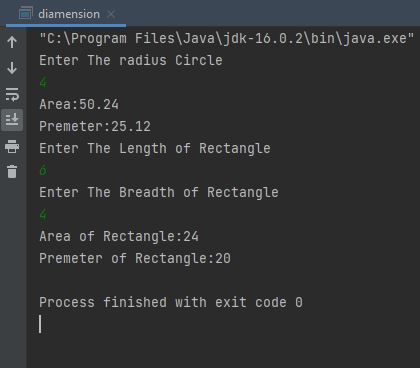 diamension
"C:\Program Files\Java\jdk-16.0.2\bin\java.exe"
Enter The radius Circle
4
Area:50.24
Premeter:25.12
Enter The Length of Rectangle
6
Enter The Breadth of Rectangle
4
Area of Rectangle:24
Premeter of Rectangle:20
Process finished with exit code 0